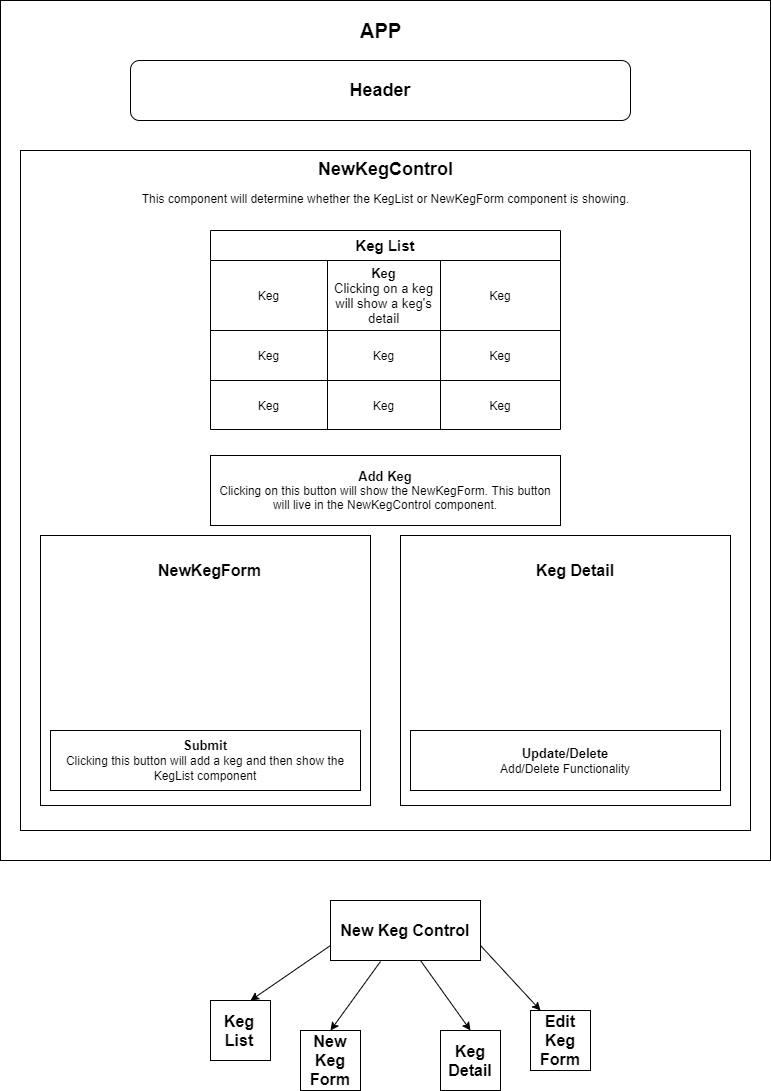 APP
Header
NewKegControl
This component will determine whether the KegList or NewKegForm component is showing.
Keg List
Keg
Keg
Clicking on a keg
will show a keg's
detail
Keg
Keg
Keg
Keg
Keg
Keg
Keg
Add Keg
Clicking on this button will show the NewKegForm. This button
will live in the NewKegControl component.
NewKegForm
Submit
Clicking this button will add a keg and then show the
KegList component
Keg Detail
Update/Delete
Add/Delete Functionality
New Keg Control
Keg
List
New
Keg
Form
Keg
Detail
Edit
Keg
Form